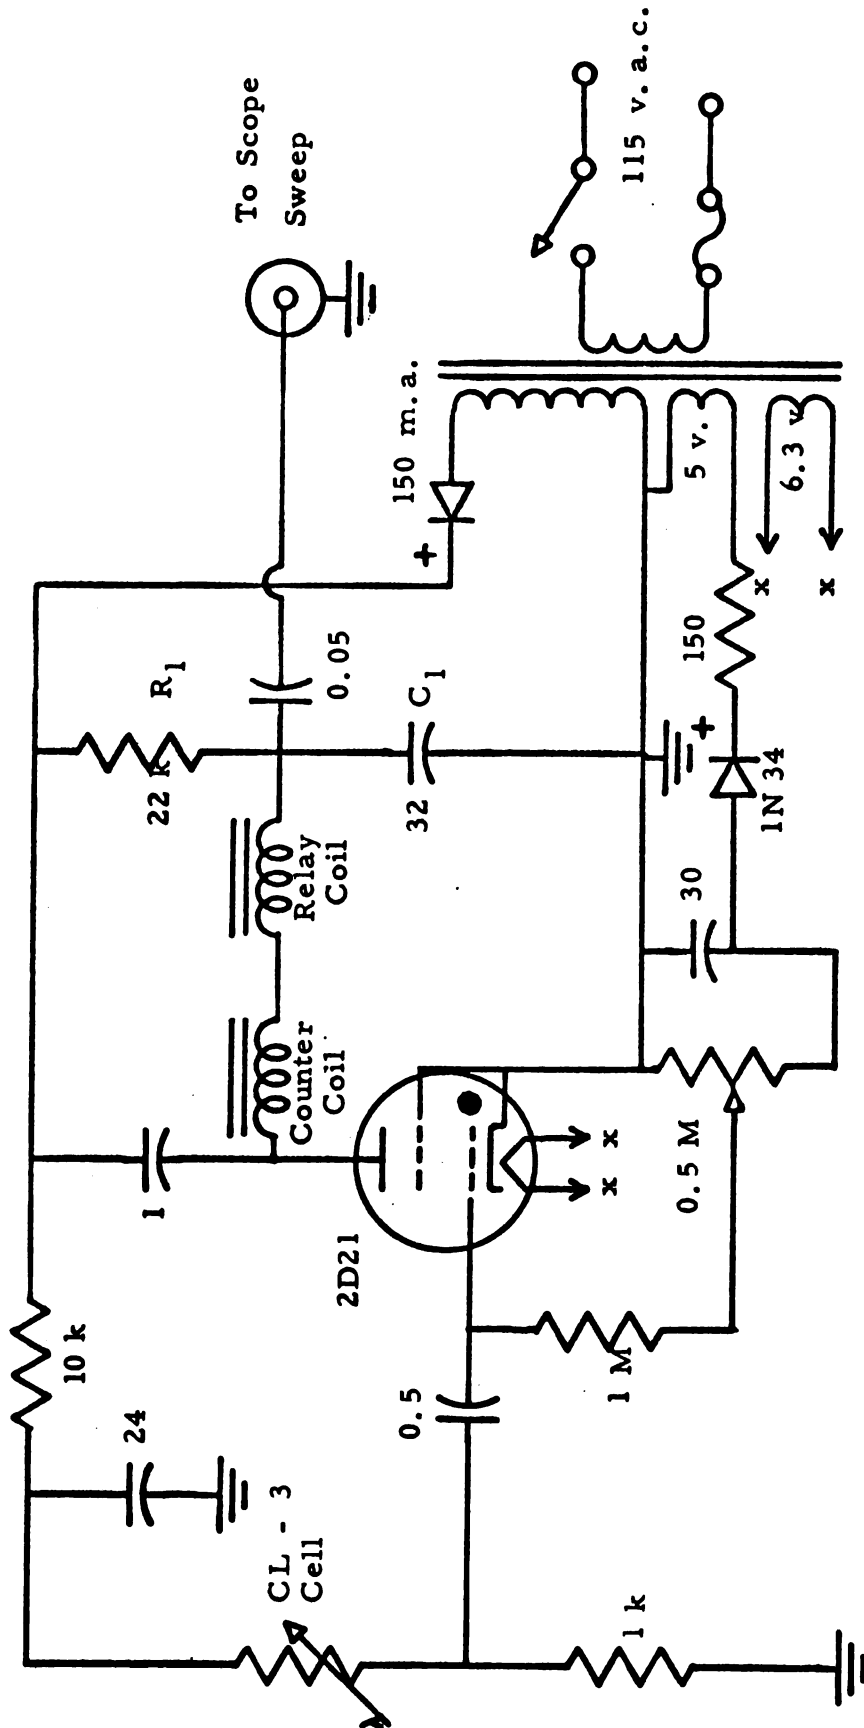 To Scope
Sweep
115 v. a. c.
150 m. a.
+
5 v.
6.3 v
x
x
150
R1
22 k
0.05
C1
32
+
1N 34
30
Relay
Coil
Counter
Coil
1
2D21
x
x
0.5 M
10 k
24
0.5
1 M
CL - 3
Cell
1 k